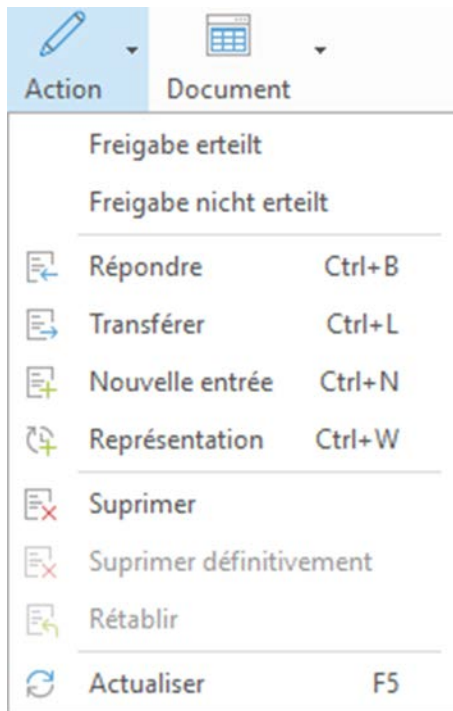 Action Document
Freigabe erteilt
Freigabe nicht erteilt
Répondre Ctrl+B
Transférer Ctrl+L
Nouvelle entrée Ctrl+N
Représentation Ctrl+W
Suprimer
Suprimer définitivement
Rétablir
Actualiser F5